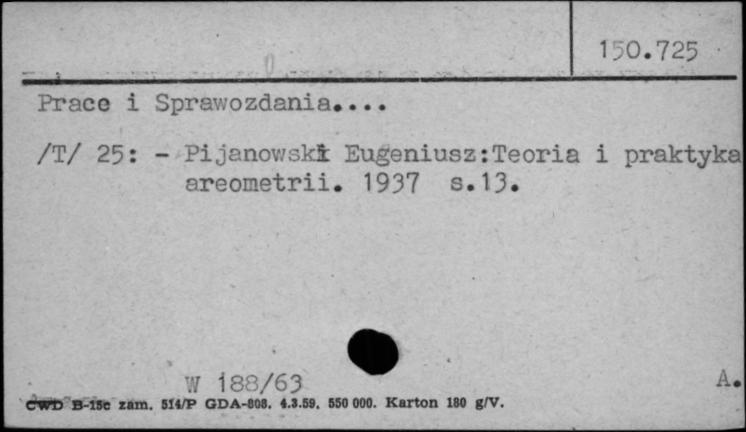 150.725
Prace i Sprawozdania....
/T/ 25: - Pijanowski Eugeniusz:Teoria i praktyka
areometrii. 1937 s.13.
W 188/63
A.
CWD B-15c zam. 514/P GDA-808. 4.3.59. 550 000. Karton 180 g/V.